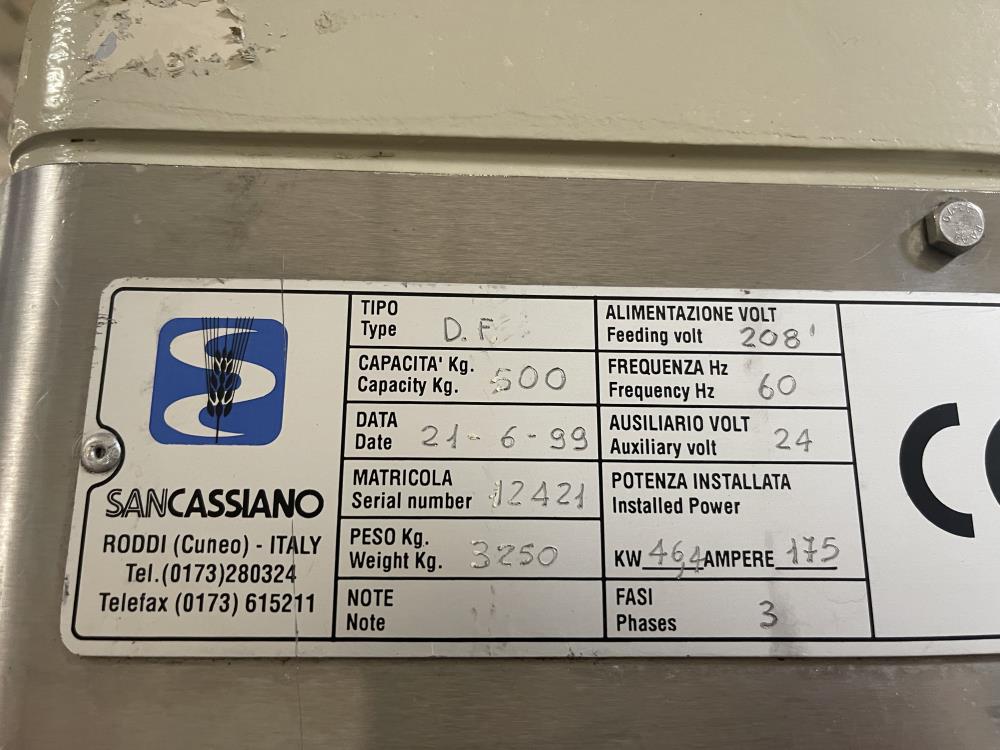 SANCASSIANO
RODDI (Cuneo) - ITALY
Tel.(0173)280324
Telefax (0173) 615211
TIPO
Type D.F.
CAPACITA' Kg.
Capacity Kg. 500
DATA
Date 21-6-99
MATRICOLA
Serial number 12421
PESO Kg.
Weight Kg. 3250
NOTE
Note
ALIMENTAZIONE VOLT
Feeding volt 208
FREQUENZA Hz
Frequency Hz 60
AUSILIARIO VOLT
Auxiliary volt 24
POTENZA INSTALLATA
Installed Power
KW 46,4 AMPERE 175
FASI
Phases 3
CE